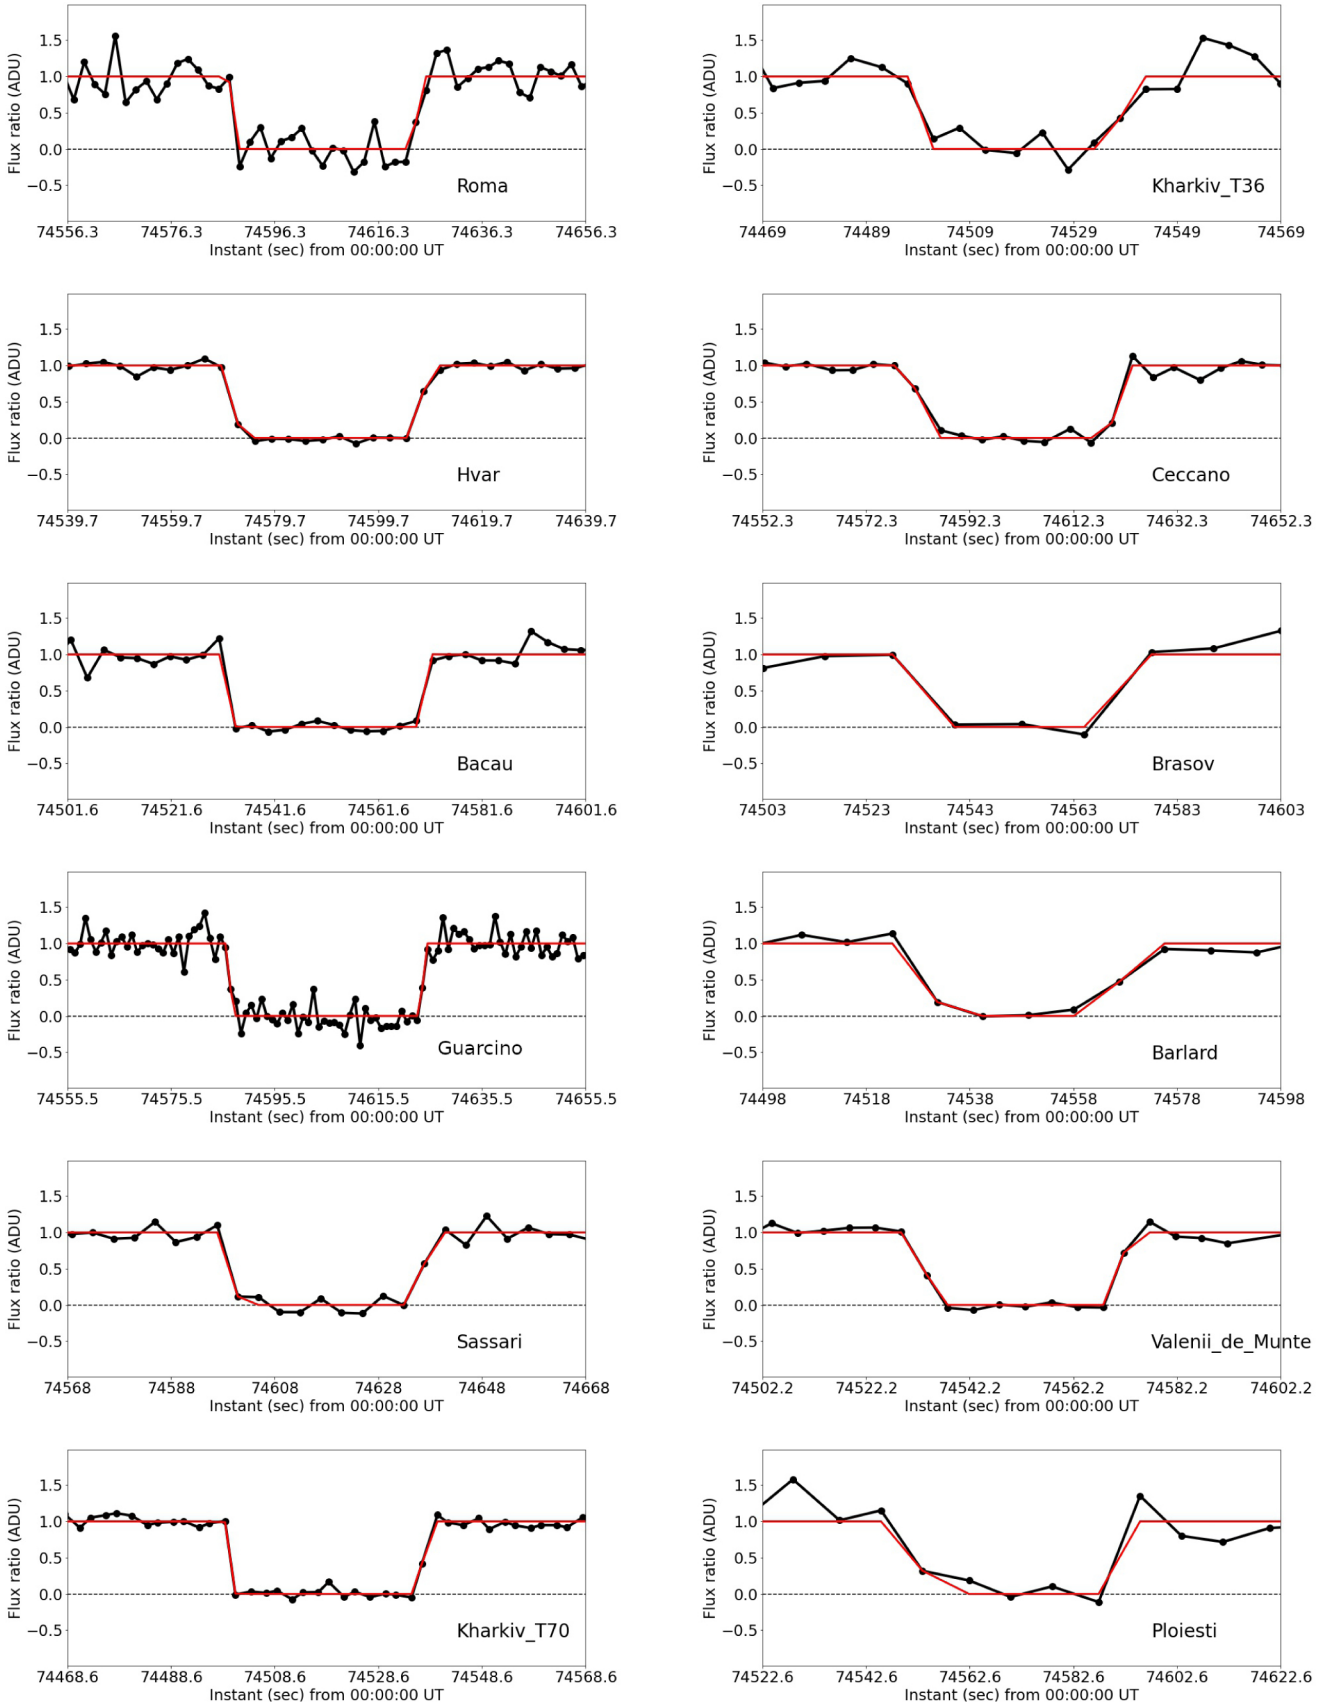 1.5
1.0
0.5
0.0
−0.5
Flux ratio (ADU)
Roma
74556.3 74576.3 74596.3 74616.3 74636.3 74656.3
Instant (sec) from 00:00:00 UT
1.5
1.0
0.5
0.0
−0.5
Flux ratio (ADU)
Kharkiv_T36
74469 74489 74509 74529 74549 74569
Instant (sec) from 00:00:00 UT
1.5
1.0
0.5
0.0
−0.5
Flux ratio (ADU)
Hvar
74539.7 74559.7 74579.7 74599.7 74619.7 74639.7
Instant (sec) from 00:00:00 UT
1.5
1.0
0.5
0.0
−0.5
Flux ratio (ADU)
Ceccano
74552.3 74572.3 74592.3 74612.3 74632.3 74652.3
Instant (sec) from 00:00:00 UT
1.5
1.0
0.5
0.0
−0.5
Flux ratio (ADU)
Bacau
74501.6 74521.6 74541.6 74561.6 74581.6 74601.6
Instant (sec) from 00:00:00 UT
1.5
1.0
0.5
0.0
−0.5
Flux ratio (ADU)
Brasov
74503 74523 74543 74563 74583 74603
Instant (sec) from 00:00:00 UT
1.5
1.0
0.5
0.0
−0.5
Flux ratio (ADU)
Guarcino
74555.5 74575.5 74595.5 74615.5 74635.5 74655.5
Instant (sec) from 00:00:00 UT
1.5
1.0
0.5
0.0
−0.5
Flux ratio (ADU)
Barlard
74498 74518 74538 74558 74578 74598
Instant (sec) from 00:00:00 UT
1.5
1.0
0.5
0.0
−0.5
Flux ratio (ADU)
Sassari
74568 74588 74608 74628 74648 74668
Instant (sec) from 00:00:00 UT
1.5
1.0
0.5
0.0
−0.5
Flux ratio (ADU)
Valenii_de_Munte
74502.2 74522.2 74542.2 74562.2 74582.2 74602.2
Instant (sec) from 00:00:00 UT
1.5
1.0
0.5
0.0
−0.5
Flux ratio (ADU)
Kharkiv_T70
74468.6 74488.6 74508.6 74528.6 74548.6 74568.6
Instant (sec) from 00:00:00 UT
1.5
1.0
0.5
0.0
−0.5
Flux ratio (ADU)
Ploiesti
74522.6 74542.6 74562.6 74582.6 74602.6 74622.6
Instant (sec) from 00:00:00 UT